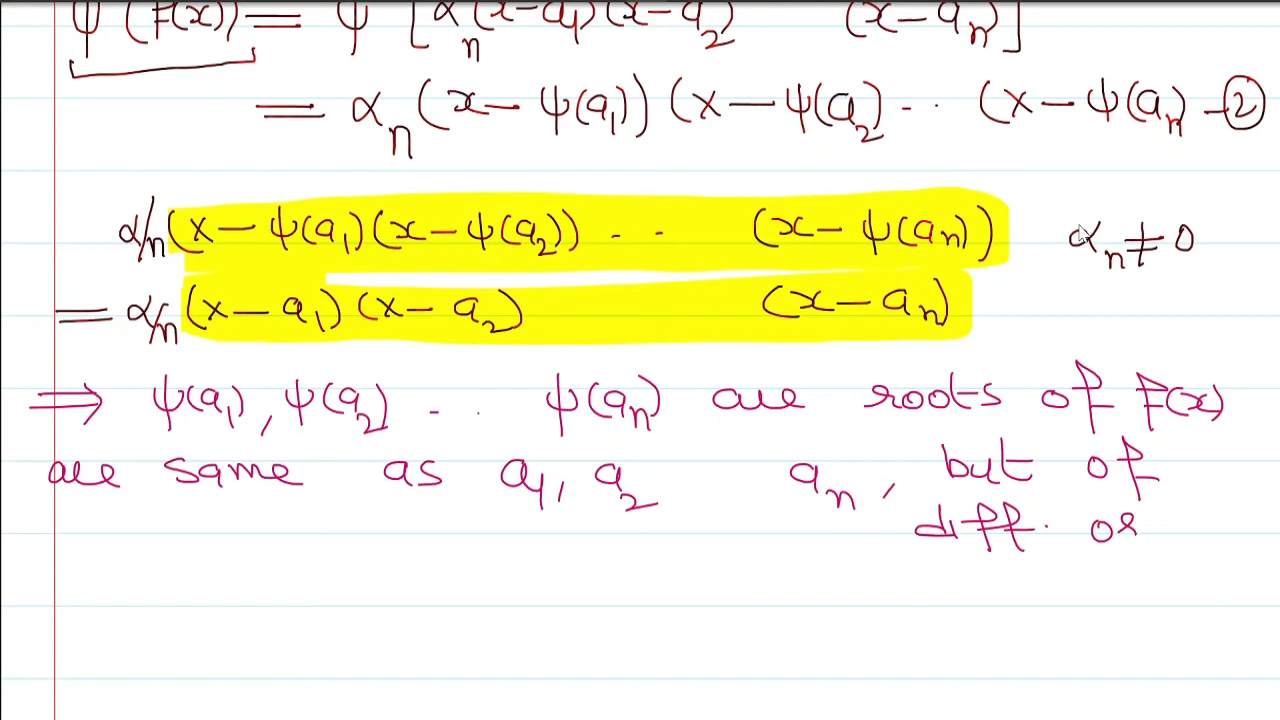 ψ (f(x)) = ψ [αₙ(x-a₁)(x-a₂) (x-aₙ)]
= αₙ(x- ψ(a₁)) (x- ψ(a₂) - .. (x- ψ(aₙ) -②
αₙ(x- ψ(a₁)(x- ψ(a₂)) - .. (x- ψ(aₙ)) αₙ≠0
= αₙ(x-a₁)(x-a₂) (x-aₙ)
⇒ ψ(a₁), ψ(a₂) - .. ψ(aₙ) are roots of f(x)
are same as a₁, a₂ aₙ, but of
diff. or